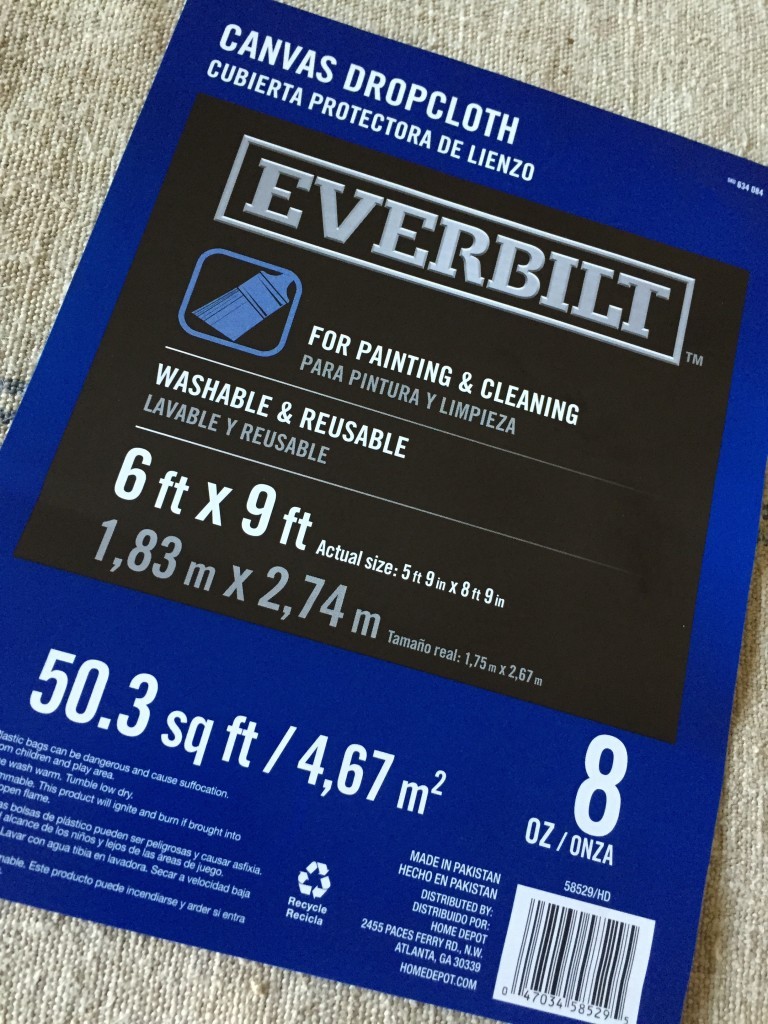 CANVAS DROPCLOTH
CUBIERTA PROTECTORA DE LIENZO
SKU 634 084
EVERBILT™
FOR PAINTING & CLEANING
PARA PINTURA Y LIMPIEZA
WASHABLE & REUSABLE
LAVABLE Y REUSABLE
6 ft x 9 ft Actual size: 5 ft 9 in x 8 ft 9 in
1,83 m x 2,74 m Tamaño real: 1,75 m x 2,67 m
50.3 sq ft / 4,67 m²
8
OZ / ONZA
bags can be dangerous and cause suffocation.
children and play area.
wash warm. Tumble low dry.
This product will ignite and burn if brought into
open flame.
bolsas de plástico pueden ser peligrosas y causar asfixia.
alcance de los niños y lejos de las áreas de juego.
Lavar con agua tibia en lavadora. Secar a velocidad baja
Este producto puede incendiarse y arder si entra
Recycle
Recicla
MADE IN PAKISTAN
HECHO EN PAKISTAN
DISTRIBUTED BY:
DISTRIBUIDO POR:
HOME DEPOT
2455 PACES FERRY RD., N.W.
ATLANTA, GA 30339
HOMEDEPOT.COM
58529/HD
0 47034 58529 5